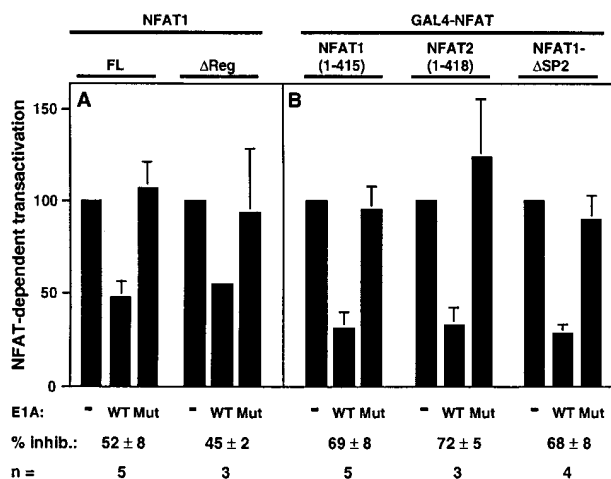 NFAT1 GAL4-NFAT
FL ΔReg NFAT1 (1-415) NFAT2 (1-418) NFAT1-ΔSP2
A B
NFAT-dependent transactivation
150
100
50
0
E1A: - WT Mut - WT Mut - WT Mut - WT Mut - WT Mut
% inhib.: 52 ± 8 45 ± 2 69 ± 8 72 ± 5 68 ± 8
n = 5 3 5 3 4